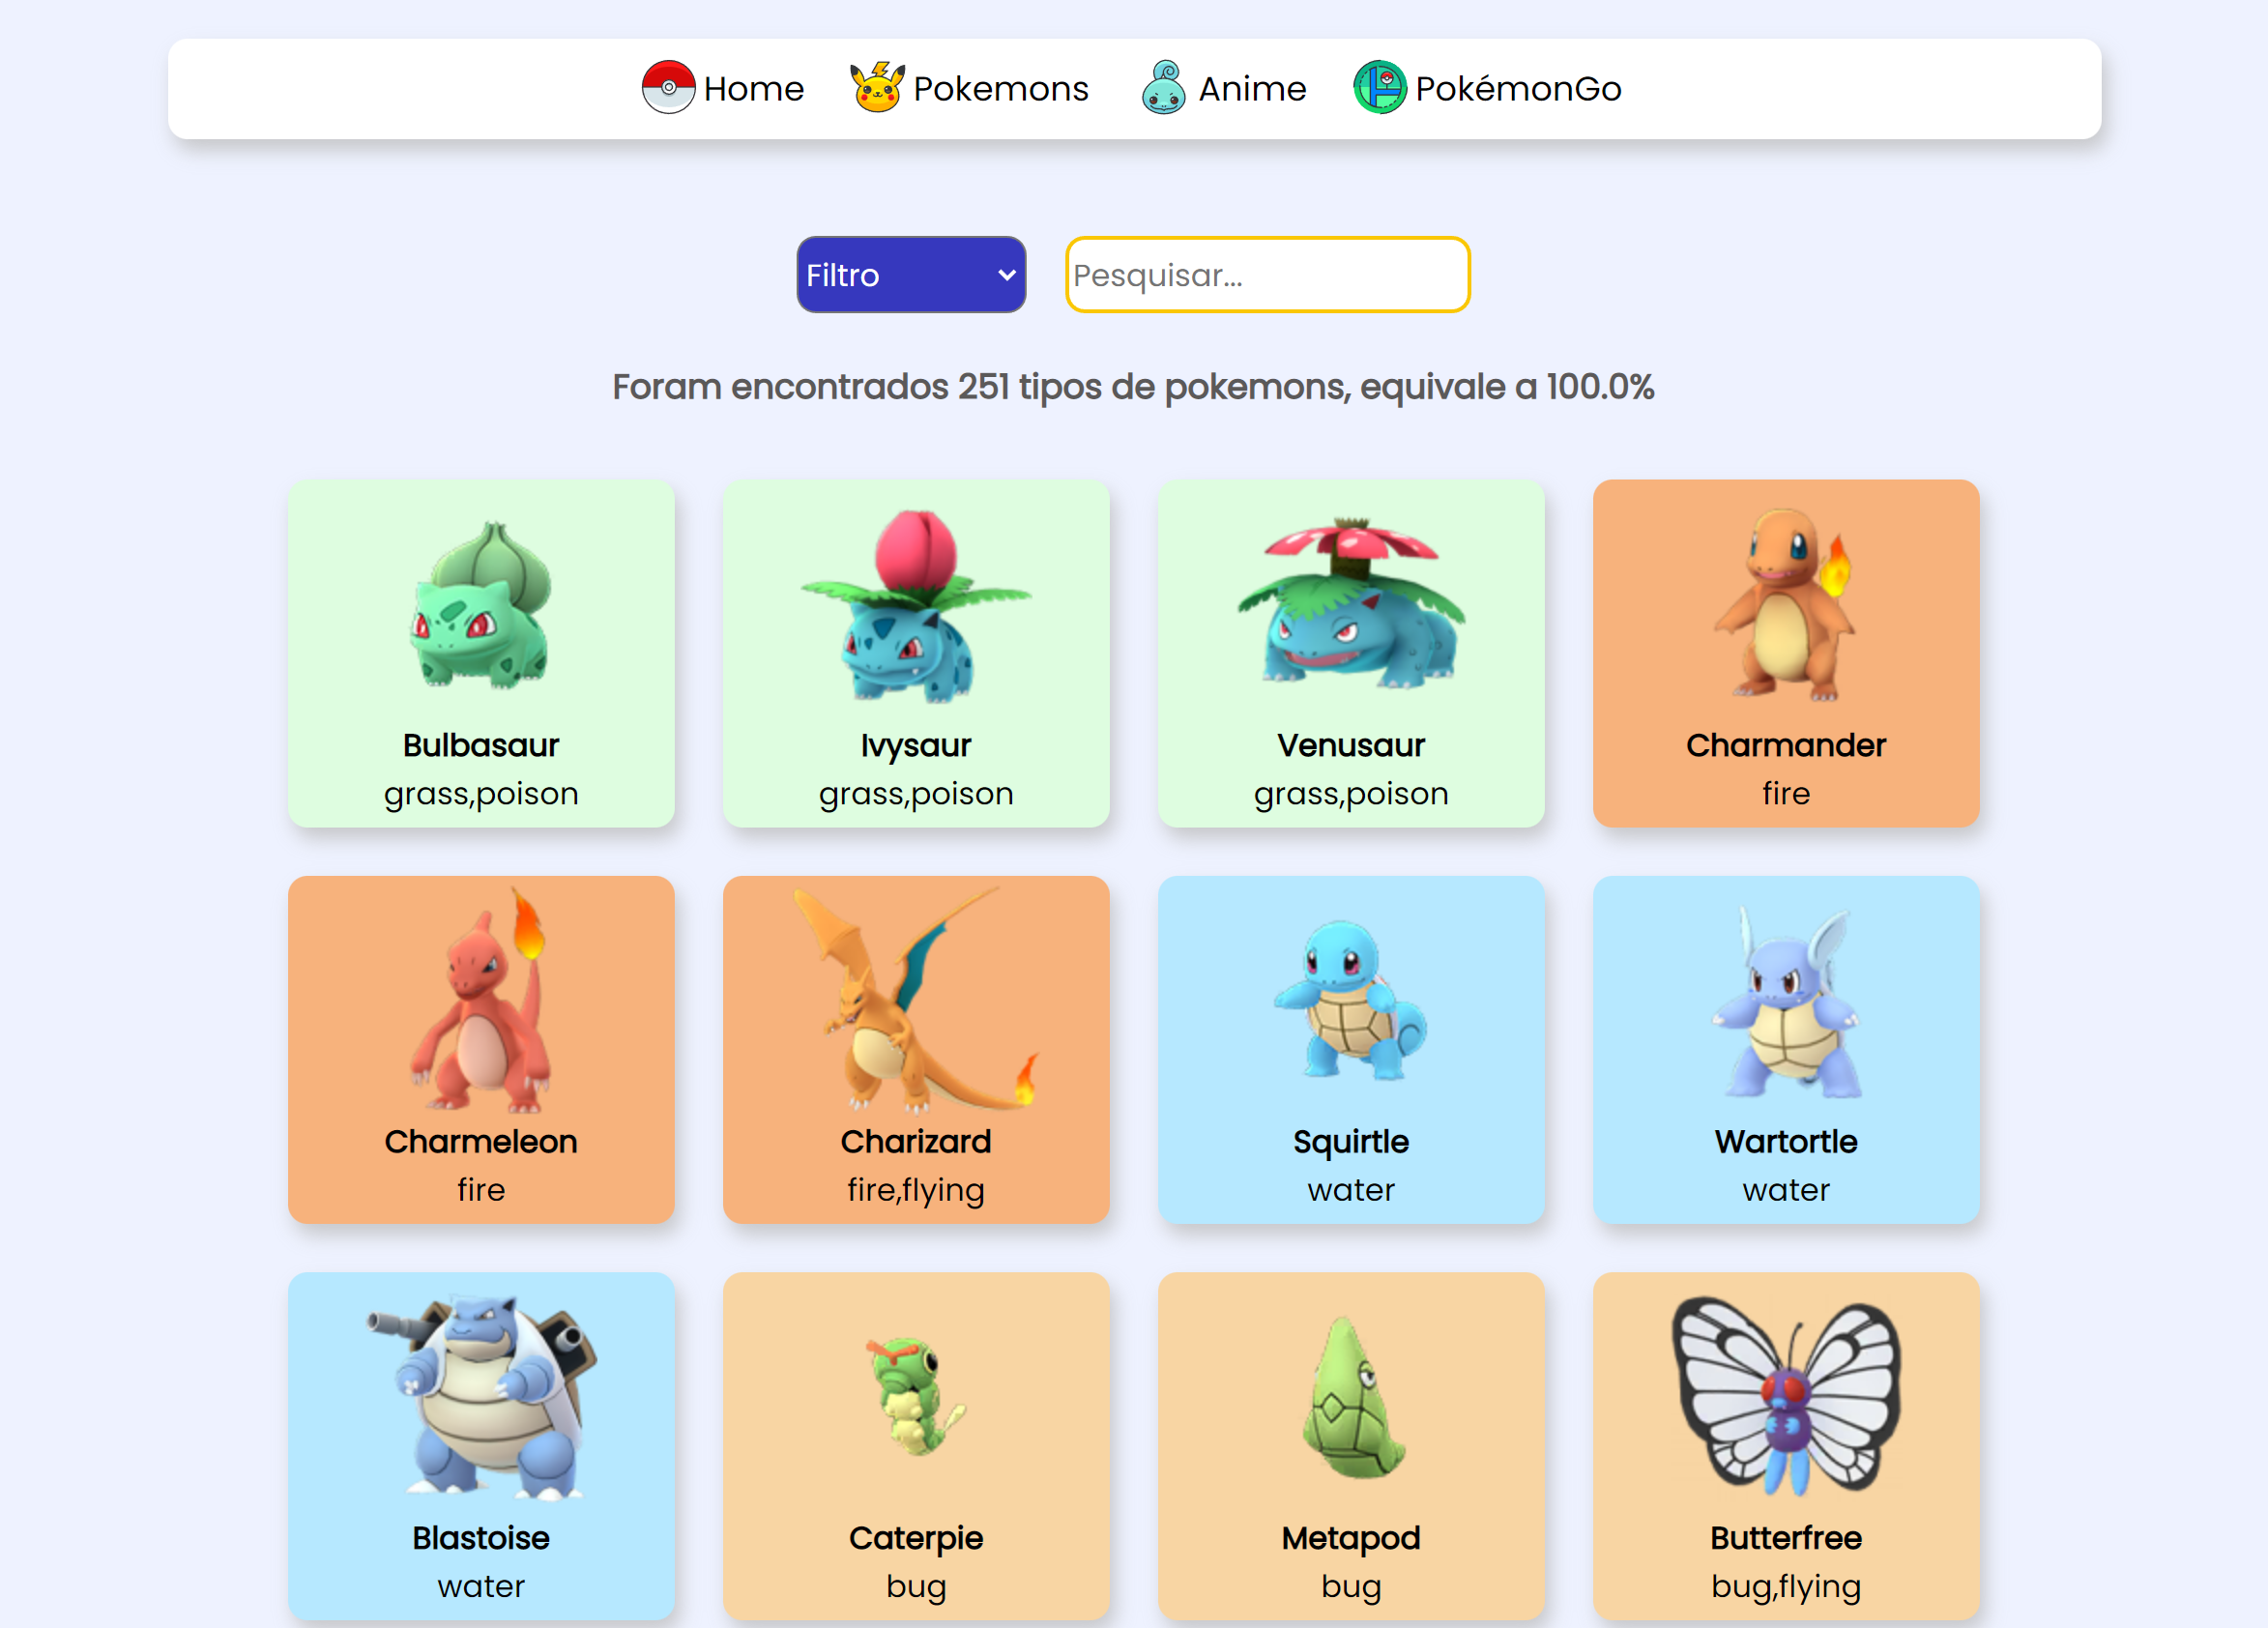 Home Pokemons Anime PokémonGo
Filtro Pesquisar...
Foram encontrados 251 tipos de pokemons, equivale a 100.0%
Bulbasaur Ivysaur Venusaur Charmander
grass,poison grass,poison grass,poison fire
Charmeleon Charizard Squirtle Wartortle
fire fire,flying water water
Blastoise Caterpie Metapod Butterfree
water bug bug bug,flying